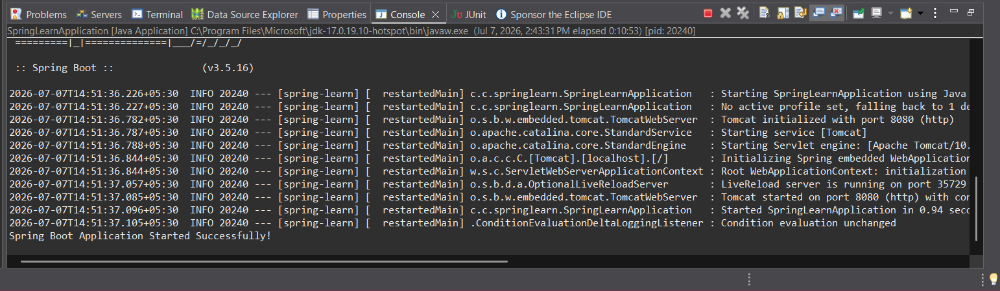 Problems Servers Terminal Data Source Explorer Properties Console JUnit Sponsor the Eclipse IDE
SpringLearnApplication [Java Application] C:\Program Files\Microsoft\jdk-17.0.19.10-hotspot\bin\javaw.exe (Jul 7, 2026, 2:43:31 PM elapsed 0:10:53) [pid: 20240]
=========|_|==============|___/=/_/_/_/
:: Spring Boot ::                (v3.5.16)
2026-07-07T14:51:36.226+05:30  INFO 20240 --- [spring-learn] [  restartedMain] c.c.springlearn.SpringLearnApplication   : Starting SpringLearnApplication using Java
2026-07-07T14:51:36.227+05:30  INFO 20240 --- [spring-learn] [  restartedMain] c.c.springlearn.SpringLearnApplication   : No active profile set, falling back to 1 de
2026-07-07T14:51:36.782+05:30  INFO 20240 --- [spring-learn] [  restartedMain] o.s.b.w.embedded.tomcat.TomcatWebServer  : Tomcat initialized with port 8080 (http)
2026-07-07T14:51:36.787+05:30  INFO 20240 --- [spring-learn] [  restartedMain] o.apache.catalina.core.StandardService   : Starting service [Tomcat]
2026-07-07T14:51:36.788+05:30  INFO 20240 --- [spring-learn] [  restartedMain] o.apache.catalina.core.StandardEngine    : Starting Servlet engine: [Apache Tomcat/10.
2026-07-07T14:51:36.844+05:30  INFO 20240 --- [spring-learn] [  restartedMain] o.a.c.c.C.[Tomcat].[localhost].[/]       : Initializing Spring embedded WebApplication
2026-07-07T14:51:36.844+05:30  INFO 20240 --- [spring-learn] [  restartedMain] w.s.c.ServletWebServerApplicationContext : Root WebApplicationContext: initialization
2026-07-07T14:51:37.057+05:30  INFO 20240 --- [spring-learn] [  restartedMain] o.s.b.d.a.OptionalLiveReloadServer       : LiveReload server is running on port 35729
2026-07-07T14:51:37.085+05:30  INFO 20240 --- [spring-learn] [  restartedMain] o.s.b.w.embedded.tomcat.TomcatWebServer  : Tomcat started on port 8080 (http) with con
2026-07-07T14:51:37.096+05:30  INFO 20240 --- [spring-learn] [  restartedMain] c.c.springlearn.SpringLearnApplication   : Started SpringLearnApplication in 0.94 seco
2026-07-07T14:51:37.105+05:30  INFO 20240 --- [spring-learn] [  restartedMain] .ConditionEvaluationDeltaLoggingListener : Condition evaluation unchanged
Spring Boot Application Started Successfully!